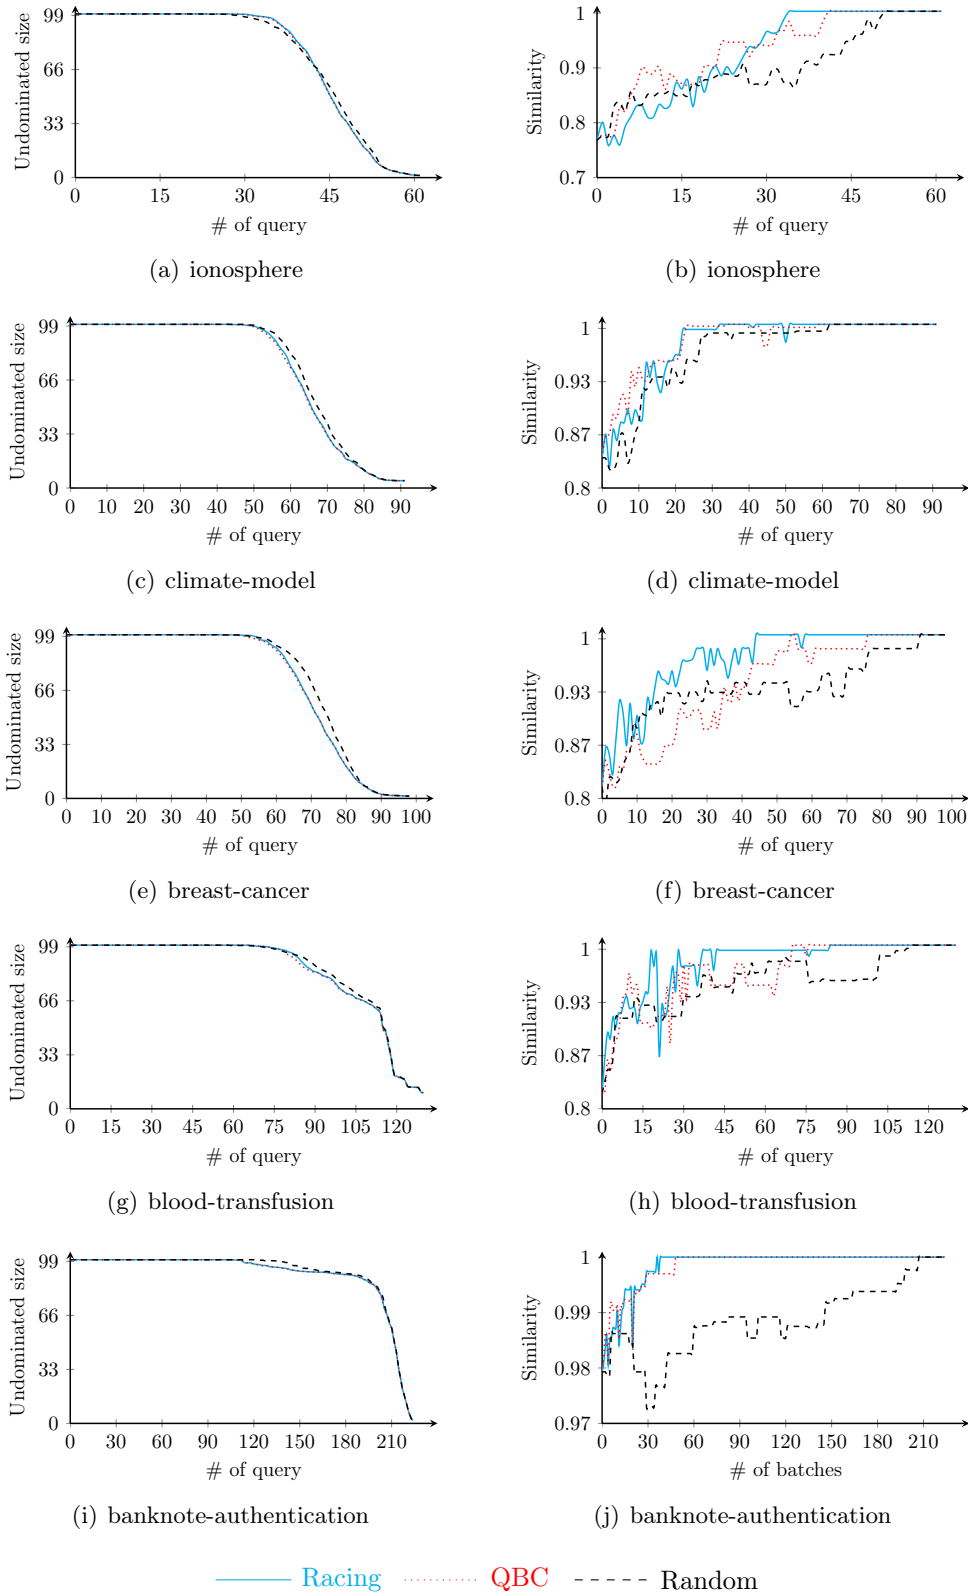 Undominated size
99
66
33
0
0 15 30 45 60
# of query
(a) ionosphere
Similarity
1
0.9
0.8
0.7
0 15 30 45 60
# of query
(b) ionosphere
Undominated size
99
66
33
0
0 10 20 30 40 50 60 70 80 90
# of query
(c) climate-model
Similarity
1
0.93
0.87
0.8
0 10 20 30 40 50 60 70 80 90
# of query
(d) climate-model
Undominated size
99
66
33
0
0 10 20 30 40 50 60 70 80 90 100
# of query
(e) breast-cancer
Similarity
1
0.93
0.87
0.8
0 10 20 30 40 50 60 70 80 90 100
# of query
(f) breast-cancer
Undominated size
99
66
33
0
0 15 30 45 60 75 90 105 120
# of query
(g) blood-transfusion
Similarity
1
0.93
0.87
0.8
0 15 30 45 60 75 90 105 120
# of query
(h) blood-transfusion
Undominated size
99
66
33
0
0 30 60 90 120 150 180 210
# of query
(i) banknote-authentication
Similarity
1
0.99
0.98
0.97
0 30 60 90 120 150 180 210
# of batches
(j) banknote-authentication
Racing QBC Random